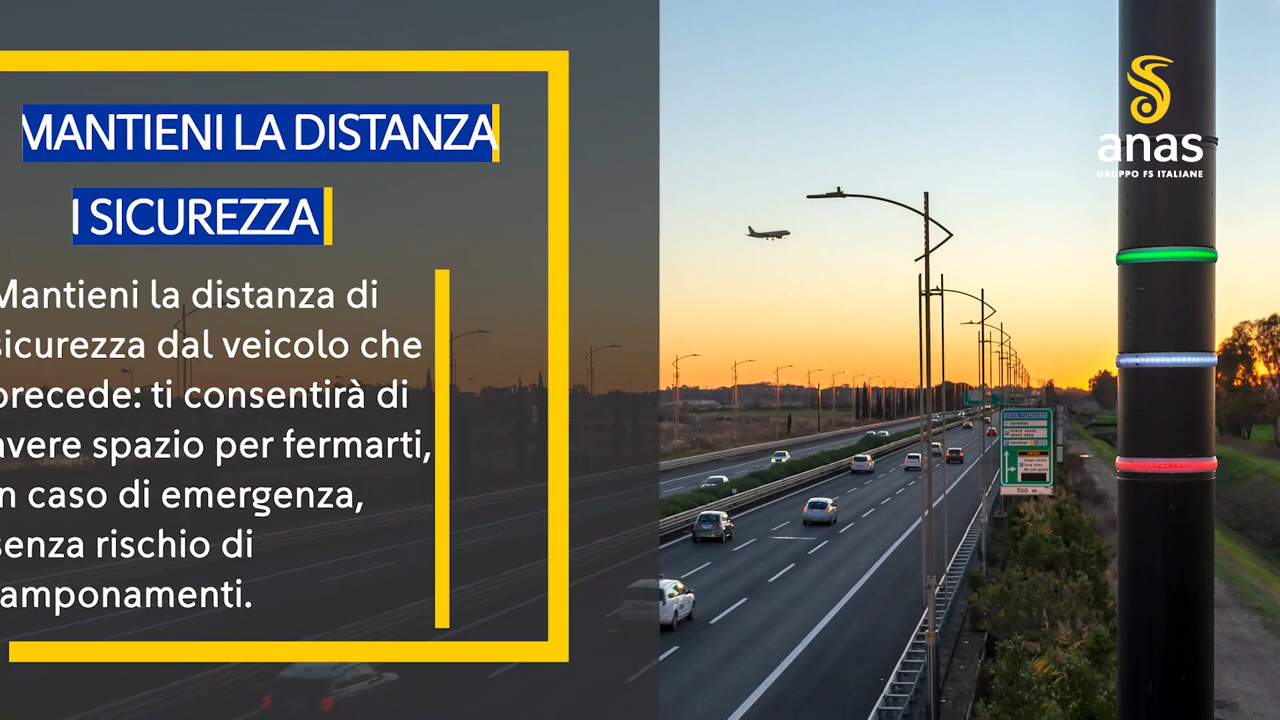 MANTIENI LA DISTANZA
I SICUREZZA
Mantieni la distanza di
sicurezza dal veicolo che
precede: ti consentirà di
avere spazio per fermarti,
n caso di emergenza,
senza rischio di
amponamenti.
anas
GRUPPO FS ITALIANE
700 m